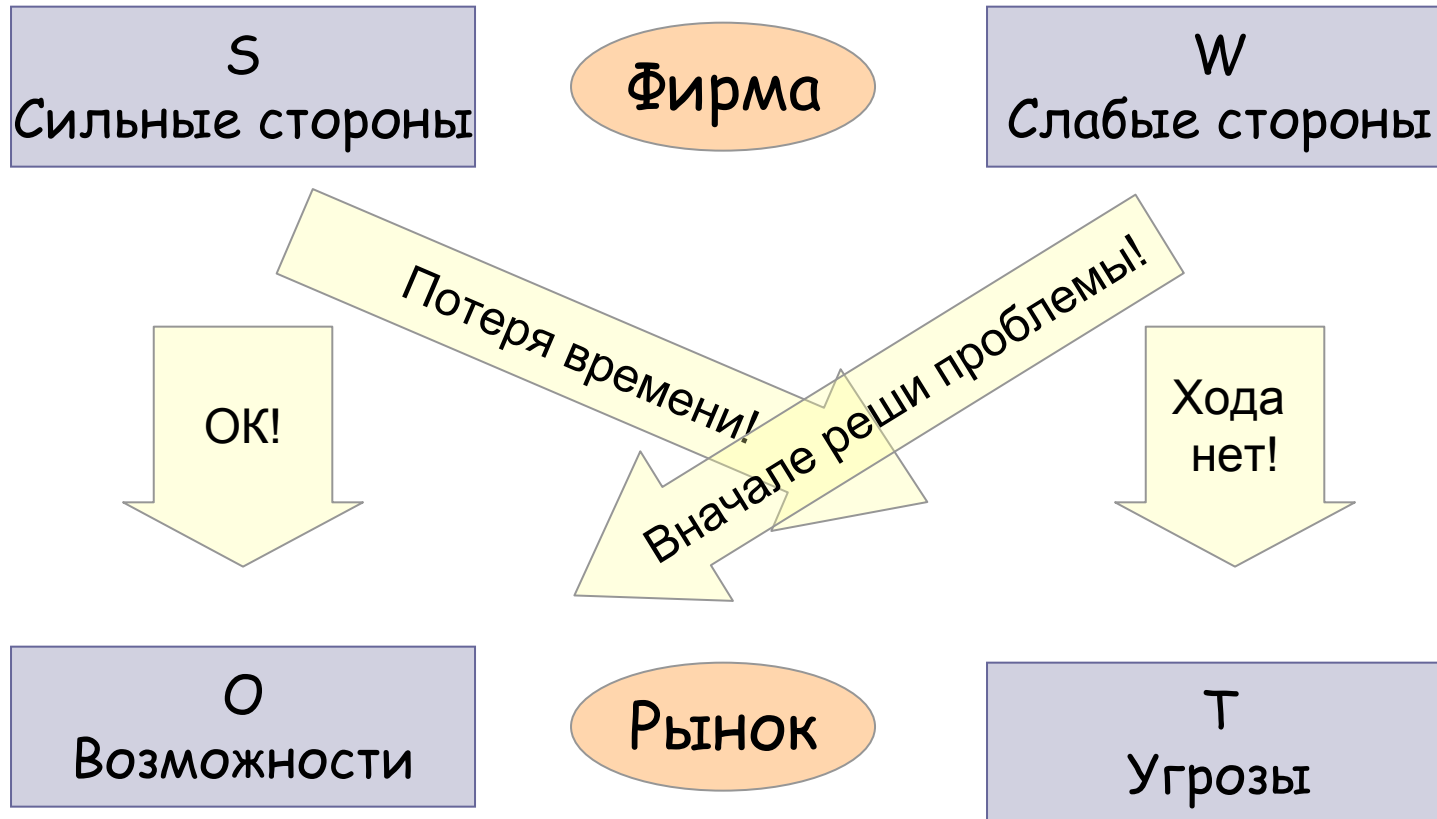 S
Сильные стороны
Фирма
W
Слабые стороны
Потеря времени!
Вначале реши проблемы!
ОК!
Хода
нет!
О
Возможности
Рынок
Т
Угрозы